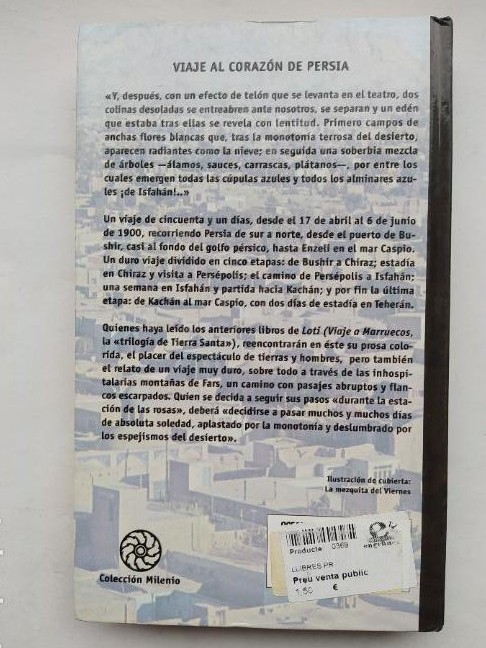 VIAJE AL CORAZÓN DE PERSIA
«Y, después, con un efecto de telón que se levanta en el teatro, dos
colinas desoladas se entreabren ante nosotros, se separan y un edén
que estaba tras ellas se revela con lentitud. Primero campos de
anchas flores blancas que, tras la monotonía terrosa del desierto,
aparecen radiantes como la nieve; en seguida una soberbia mezcla
de árboles —álamos, sauces, carrascas, plátanos—, por entre los
cuales emergen todas las cúpulas azules y todos los alminares azu-
les ¡de Isfahán!..»
Un viaje de cincuenta y un días, desde el 17 de abril al 6 de junio
de 1900, recorriendo Persia de sur a norte, desde el puerto de Bu-
shir, casi al fondo del golfo pérsico, hasta Enzeli en el mar Caspio.
Un duro viaje dividido en cinco etapas: de Bushir a Chiraz; estadía
en Chiraz y visita a Persépolis; el camino de Persépolis a Isfahán;
una semana en Isfahán y partida hacia Kachán; y por fin la última
etapa: de Kachán al mar Caspio, con dos días de estadía en Teherán.
Quienes haya leído los anteriores libros de Loti (Viaje a Marruecos,
la «trilogía de Tierra Santa»), reencontrarán en éste su prosa colo-
rida, el placer del espectáculo de tierras y hombres, pero también
el relato de un viaje muy duro, sobre todo a través de las inhospi-
talarias montañas de Fars, un camino con pasajes abruptos y flan-
cos escarpados. Quien se decida a seguir sus pasos «durante la esta-
ción de las rosas», deberá «decidirse a pasar muchos y muchos días
de absoluta soledad, aplastado por la monotonía y deslumbrado por
los espejismos del desierto».
Ilustración de cubierta:
La mezquita del Viernes
Producte 0369
LLIBRES PR
Preu venta públic
1,50 €
Colección Milenio